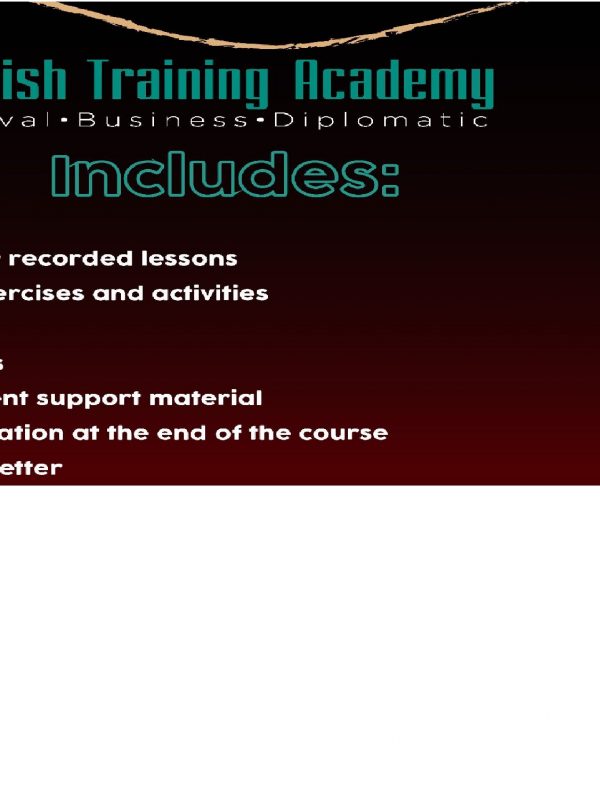 ish Training Academy
val•Business•Diplomatic
Includes:
recorded lessons
ercises and activities
s
ent support material
ation at the end of the course
etter